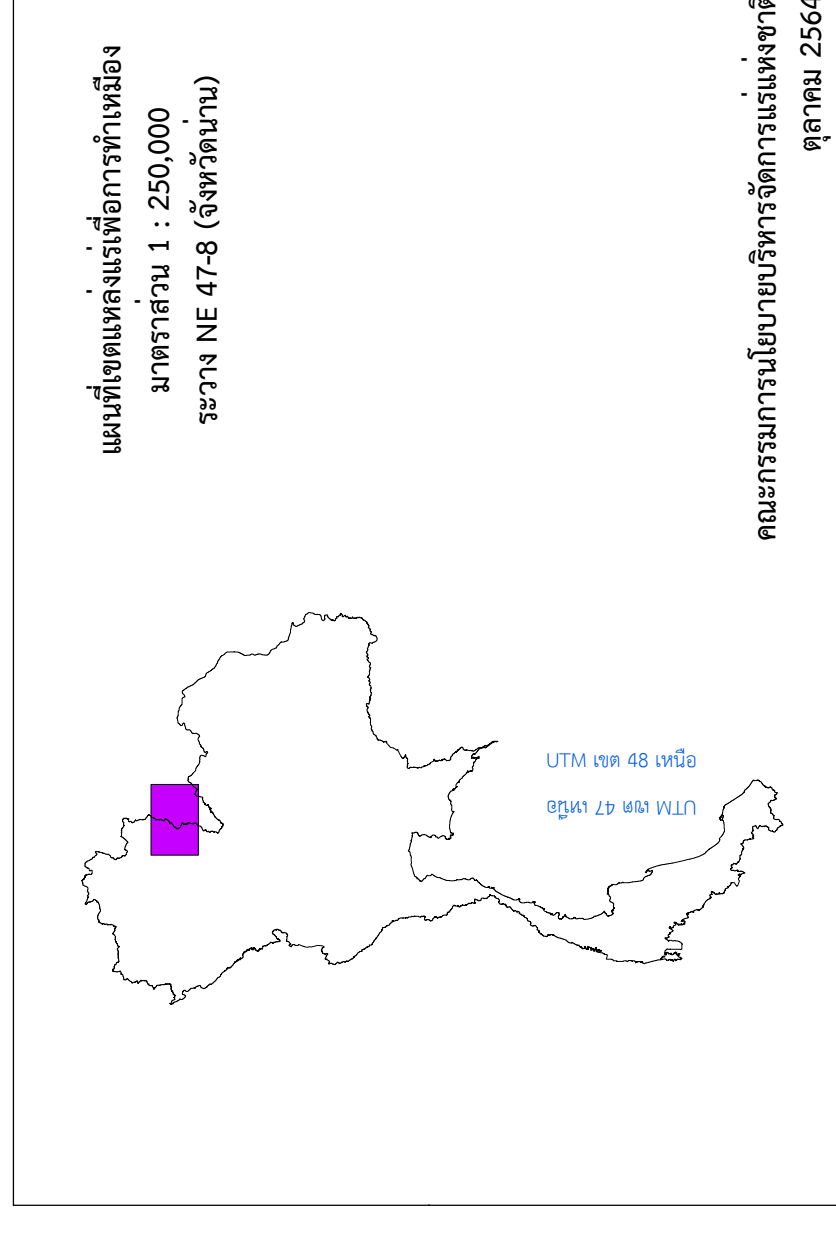 แผนที่เขตแหล่งแร่เพื่อการทำเหมือง
มาตราส่วน 1 : 250,000
ระวาง NE 47-8 (จังหวัดน่าน)
UTM เขต 48 เหนือ
UTM เขต 47 เหนือ
คณะกรรมการนโยบายบริหารจัดการแร่แห่งชาติ
ตุลาคม 2564